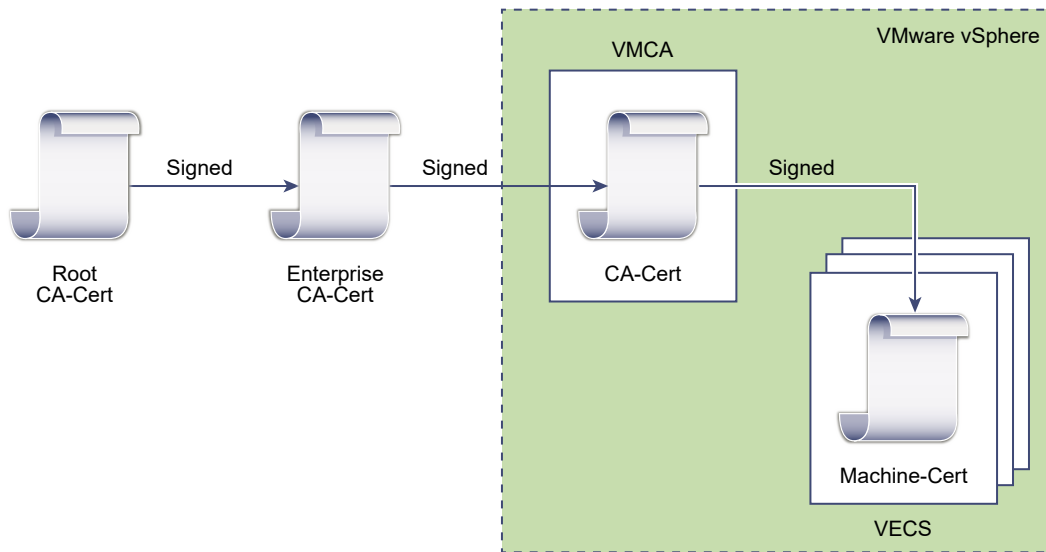 VMware vSphere
VMCA
Signed
Signed
Signed
Root
CA-Cert
Enterprise
CA-Cert
CA-Cert
Machine-Cert
VECS